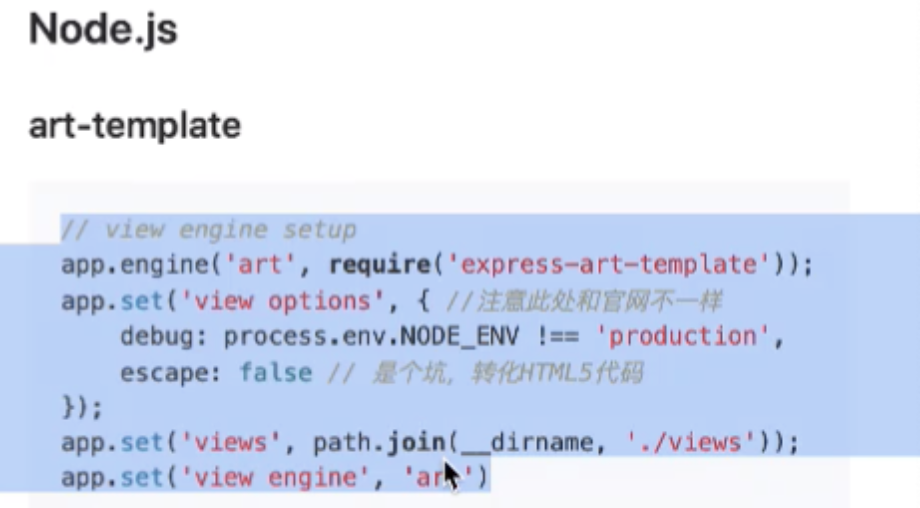 Node.js
art-template
// view engine setup
app.engine('art', require('express-art-template'));
app.set('view options', { //注意此处和官网不一样
debug: process.env.NODE_ENV !== 'production',
escape: false // 是个坑, 转化HTML5代码
});
app.set('views', path.join(__dirname, './views'));
app.set('view engine', 'art')